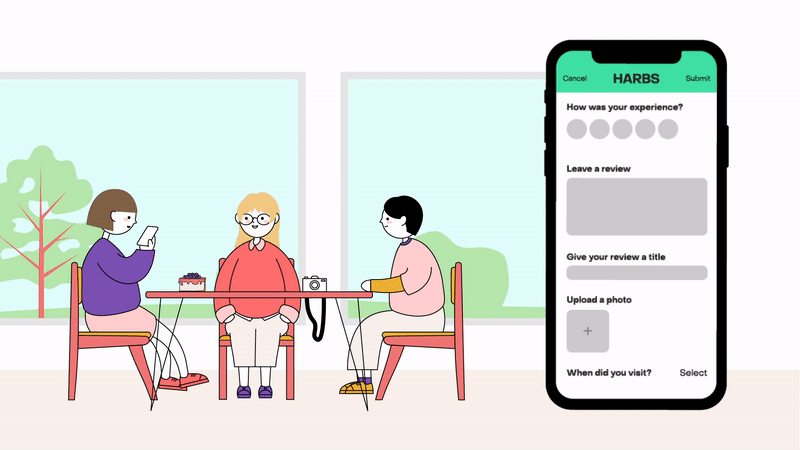 Cancel HARBS Submit
How was your experience?
Leave a review
Give your review a title
Upload a photo
+
When did you visit? Select